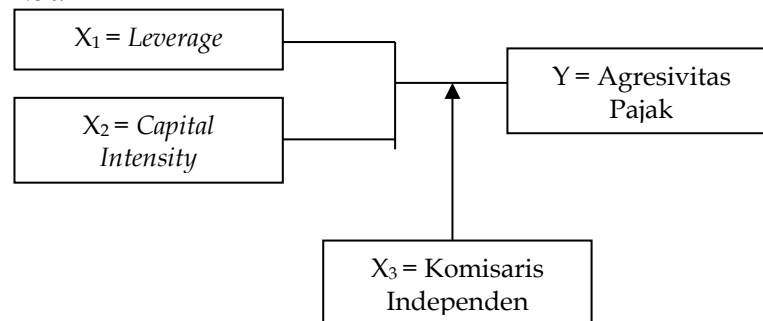 X₁ = Leverage
X₂ = Capital
Intensity
Y = Agresivitas
Pajak
X₃ = Komisaris
Independen